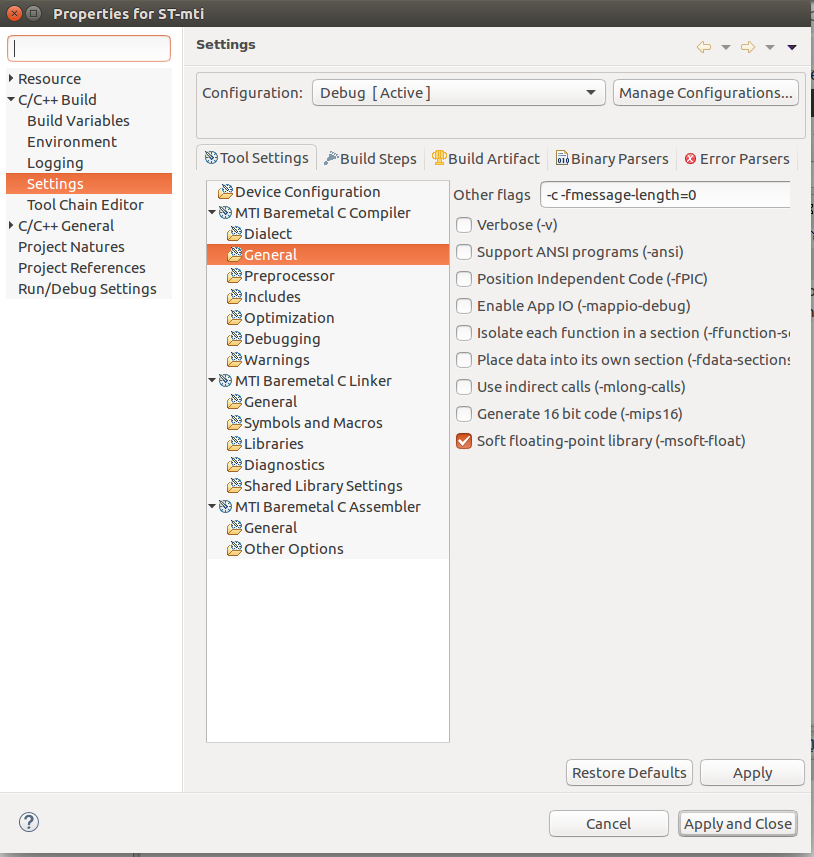 Properties for ST-mti
Settings
Resource
C/C++ Build
Build Variables
Environment
Logging
Settings
Tool Chain Editor
C/C++ General
Project Natures
Project References
Run/Debug Settings
Configuration:
Debug [ Active ]
Manage Configurations...
Tool Settings
Build Steps
Build Artifact
Binary Parsers
Error Parsers
Device Configuration
MTI Baremetal C Compiler
Dialect
General
Preprocessor
Includes
Optimization
Debugging
Warnings
MTI Baremetal C Linker
General
Symbols and Macros
Libraries
Diagnostics
Shared Library Settings
MTI Baremetal C Assembler
General
Other Options
Other flags
-c -fmessage-length=0
Verbose (-v)
Support ANSI programs (-ansi)
Position Independent Code (-fPIC)
Enable App IO (-mappio-debug)
Isolate each function in a section (-ffunction-s
Place data into its own section (-fdata-sections
Use indirect calls (-mlong-calls)
Generate 16 bit code (-mips16)
Soft floating-point library (-msoft-float)
Restore Defaults
Apply
?
Cancel
Apply and Close